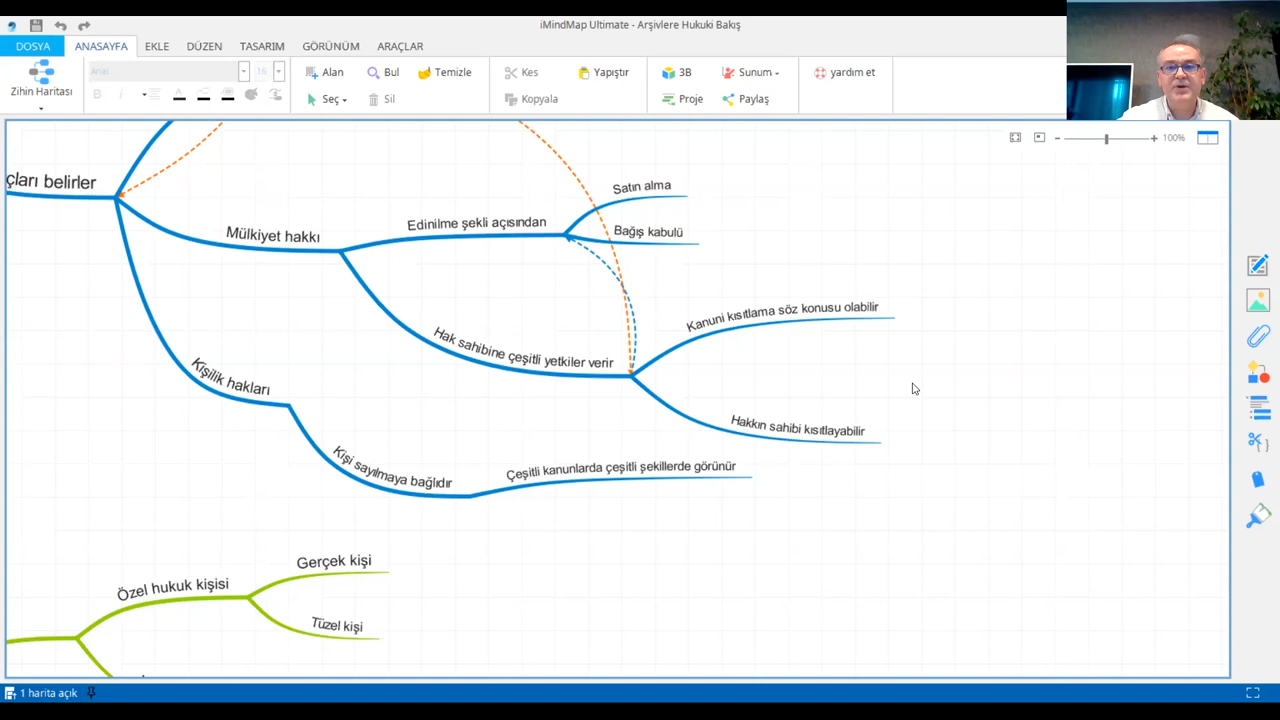 iMindMap Ultimate - Arşivlere Hukuki Bakış
DOSYA
ANASAYFA
EKLE
DÜZEN
TASARIM
GÖRÜNÜM
ARAÇLAR
Zihin Haritası
Arial
16
B
I
A
Alan
Bul
Temizle
Seç
Sil
Kes
Yapıştır
Kopyala
3B
Sunum
Proje
Paylaş
yardım et
100%
çları belirler
Mülkiyet hakkı
Edinilme şekli açısından
Satın alma
Bağış kabulü
Hak sahibine çeşitli yetkiler verir
Kanuni kısıtlama söz konusu olabilir
Hakkın sahibi kısıtlayabilir
Kişilik hakları
Kişi sayılmaya bağlıdır
Çeşitli kanunlarda çeşitli şekillerde görünür
Özel hukuk kişisi
Gerçek kişi
Tüzel kişi
1 harita açık